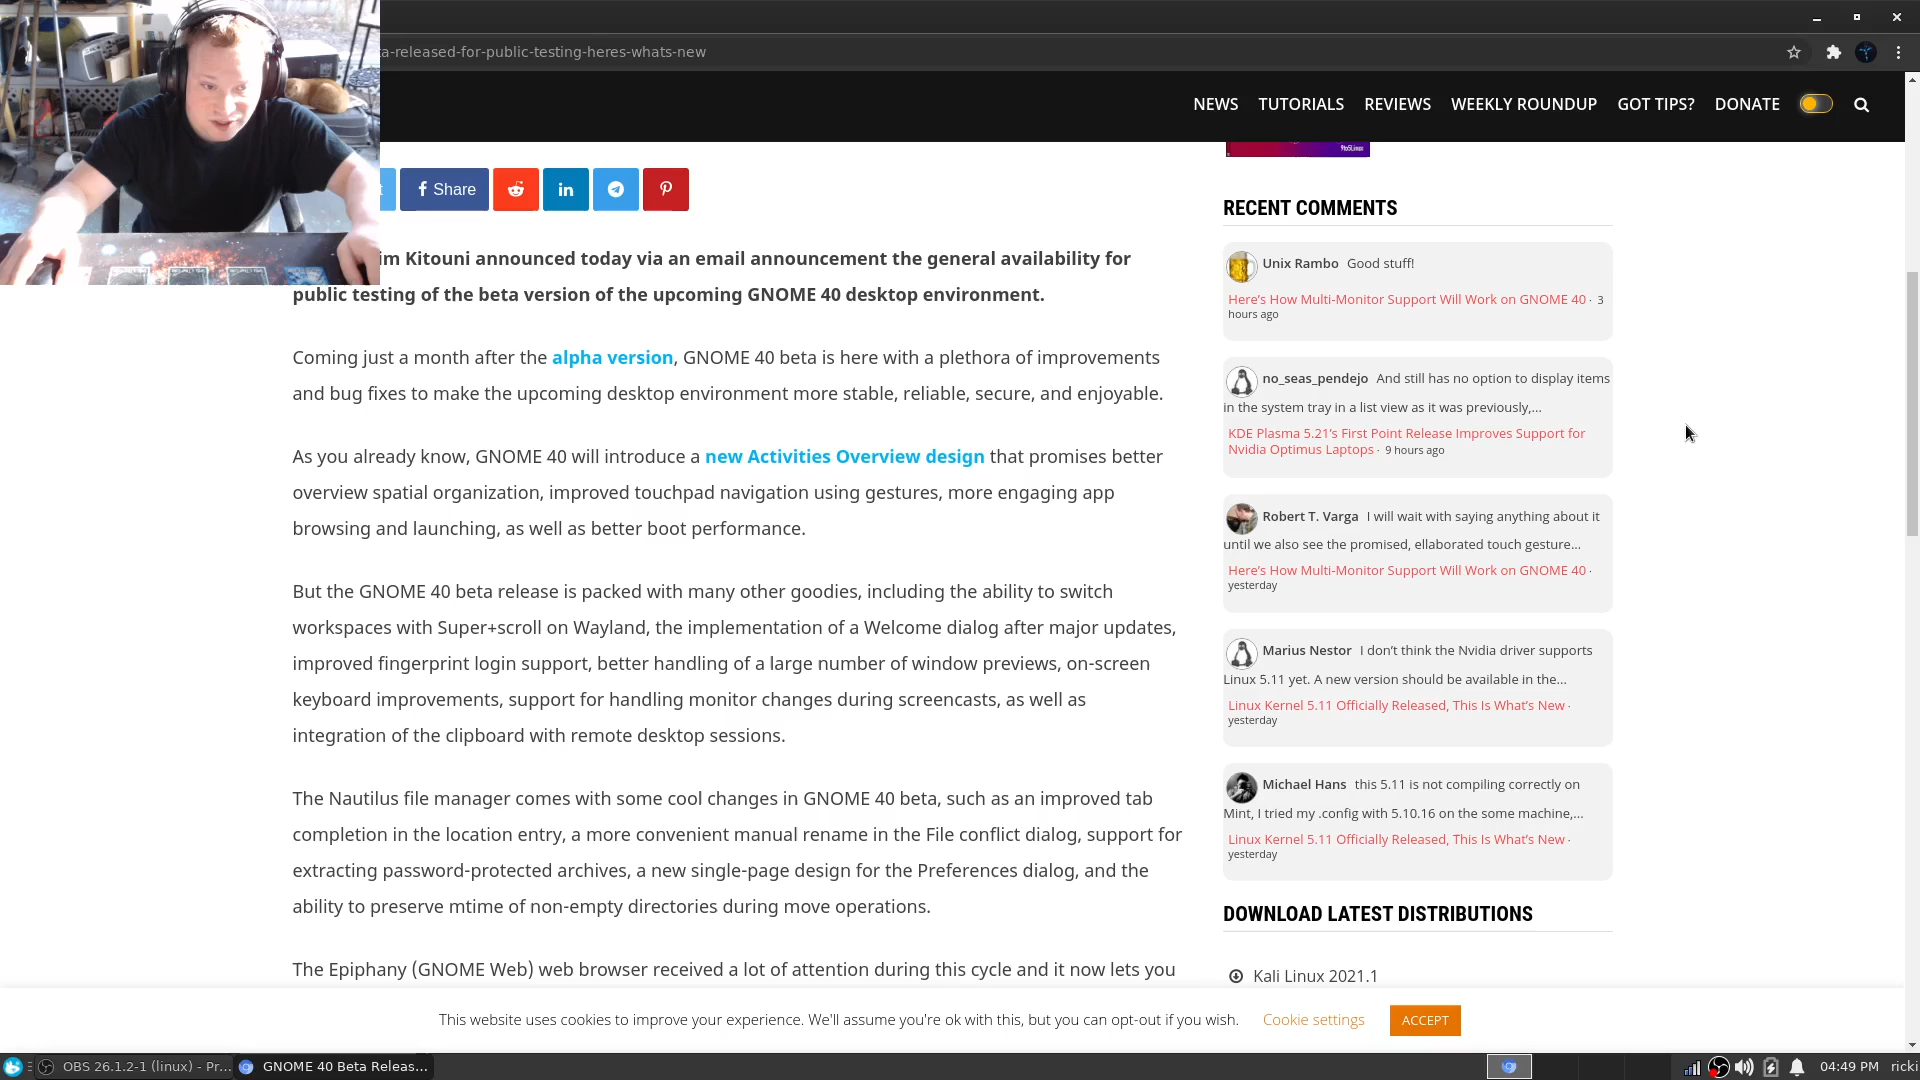 ta-released-for-public-testing-heres-whats-new
NEWS TUTORIALS REVIEWS WEEKLY ROUNDUP GOT TIPS? DONATE
t Share
im Kitouni announced today via an email announcement the general availability for
public testing of the beta version of the upcoming GNOME 40 desktop environment.
Coming just a month after the alpha version, GNOME 40 beta is here with a plethora of improvements
and bug fixes to make the upcoming desktop environment more stable, reliable, secure, and enjoyable.
As you already know, GNOME 40 will introduce a new Activities Overview design that promises better
overview spatial organization, improved touchpad navigation using gestures, more engaging app
browsing and launching, as well as better boot performance.
But the GNOME 40 beta release is packed with many other goodies, including the ability to switch
workspaces with Super+scroll on Wayland, the implementation of a Welcome dialog after major updates,
improved fingerprint login support, better handling of a large number of window previews, on-screen
keyboard improvements, support for handling monitor changes during screencasts, as well as
integration of the clipboard with remote desktop sessions.
The Nautilus file manager comes with some cool changes in GNOME 40 beta, such as an improved tab
completion in the location entry, a more convenient manual rename in the File conflict dialog, support for
extracting password-protected archives, a new single-page design for the Preferences dialog, and the
ability to preserve mtime of non-empty directories during move operations.
The Epiphany (GNOME Web) web browser received a lot of attention during this cycle and it now lets you
9to5Linux
RECENT COMMENTS
Unix Rambo Good stuff!
Here's How Multi-Monitor Support Will Work on GNOME 40 · 3
hours ago
no_seas_pendejo And still has no option to display items
in the system tray in a list view as it was previously,...
KDE Plasma 5.21's First Point Release Improves Support for
Nvidia Optimus Laptops · 9 hours ago
Robert T. Varga I will wait with saying anything about it
until we also see the promised, ellaborated touch gesture...
Here's How Multi-Monitor Support Will Work on GNOME 40 ·
yesterday
Marius Nestor I don't think the Nvidia driver supports
Linux 5.11 yet. A new version should be available in the...
Linux Kernel 5.11 Officially Released, This Is What's New ·
yesterday
Michael Hans this 5.11 is not compiling correctly on
Mint, I tried my .config with 5.10.16 on the some machine,...
Linux Kernel 5.11 Officially Released, This Is What's New ·
yesterday
DOWNLOAD LATEST DISTRIBUTIONS
Kali Linux 2021.1
This website uses cookies to improve your experience. We'll assume you're ok with this, but you can opt-out if you wish. Cookie settings ACCEPT
OBS 26.1.2-1 (linux) - Pr... GNOME 40 Beta Releas... 04:49 PM ricki